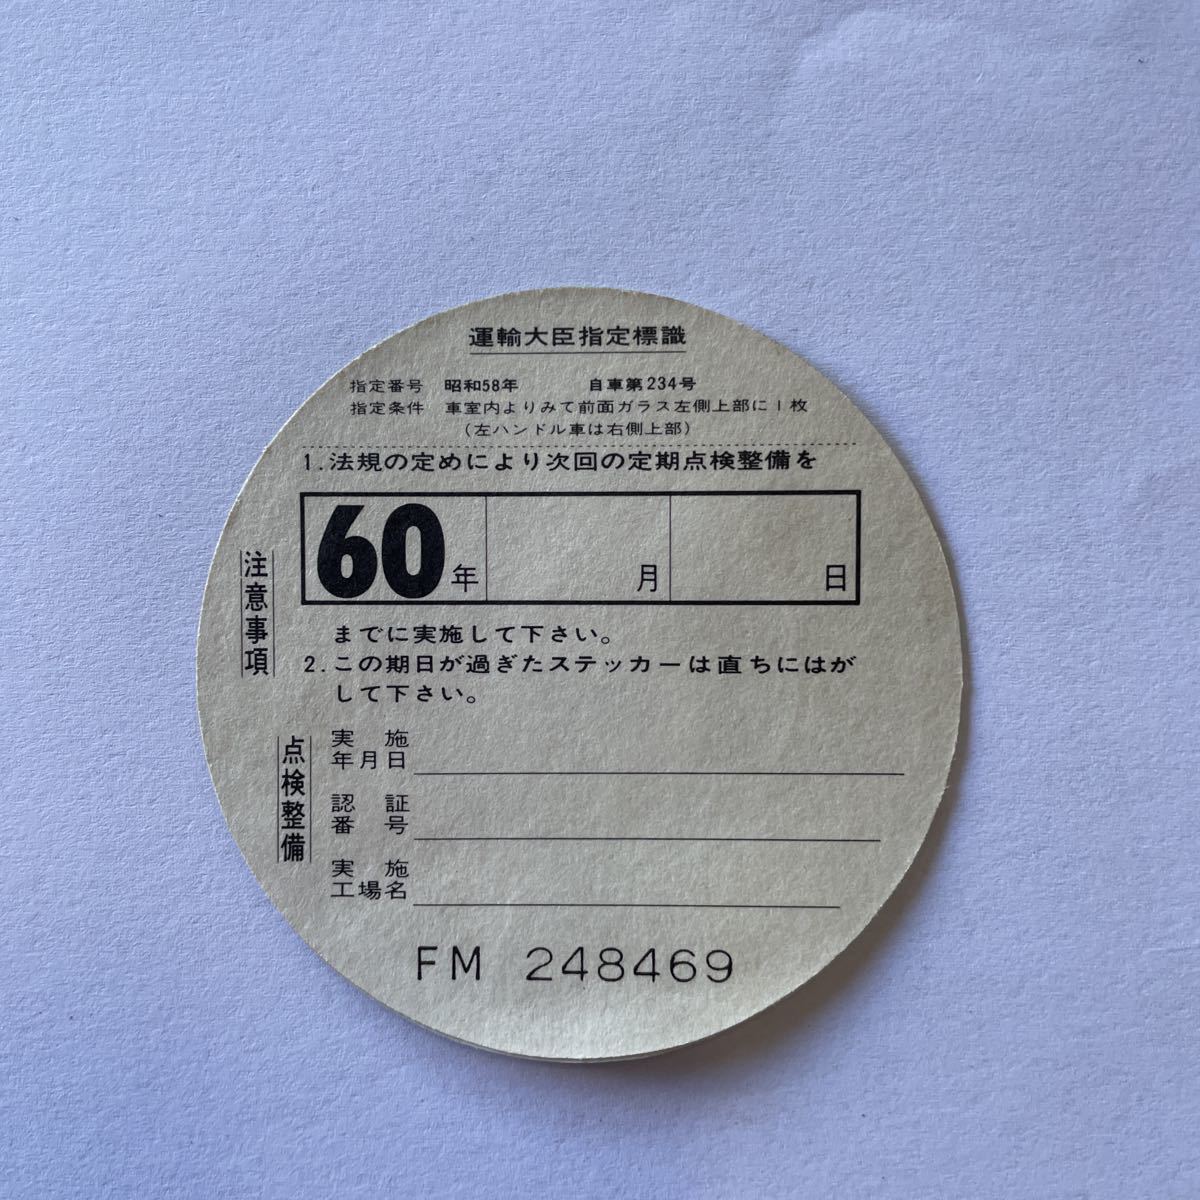 運輸大臣指定標識
指定番号 昭和58年 自車第234号
指定条件 車室内よりみて前面ガラス左側上部に1枚
(左ハンドル車は右側上部)
注意事項
1.法規の定めにより次回の定期点検整備を
60年 月 日
までに実施して下さい。
2.この期日が過ぎたステッカーは直ちにはが
して下さい。
点検整備
実施
年月日
認証
番号
実施
工場名
FM 248469